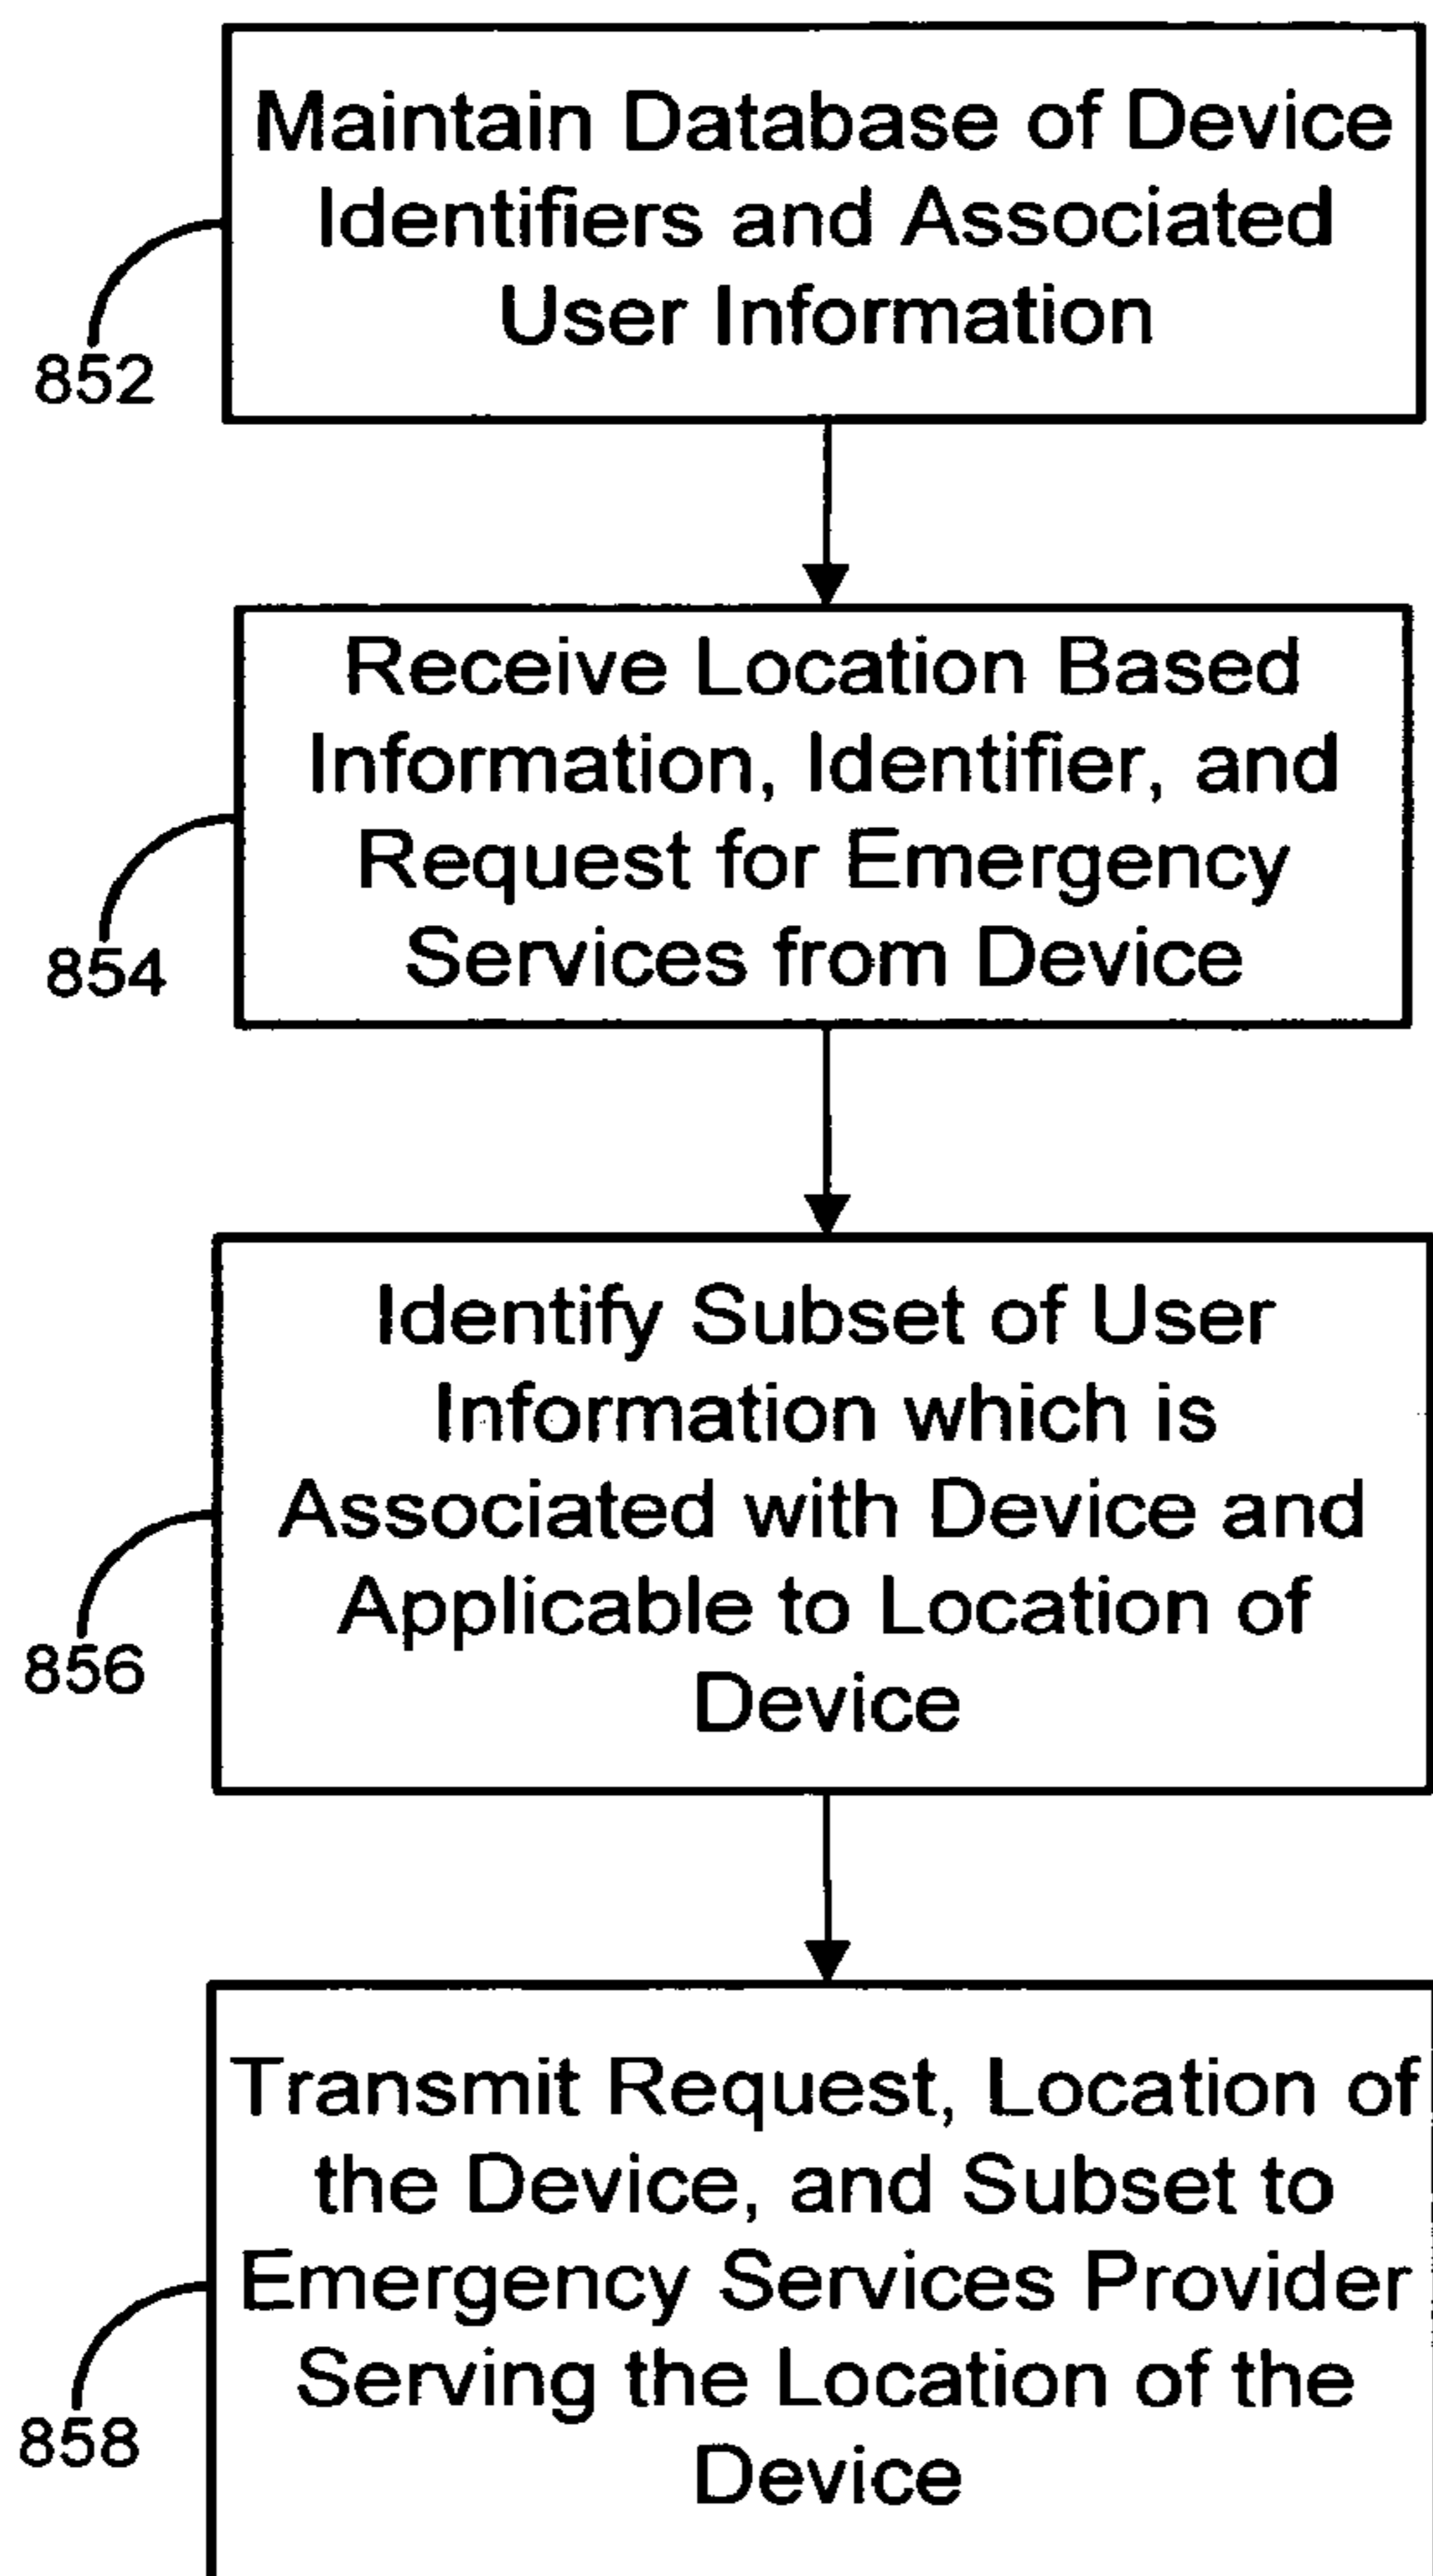 Maintain Database of Device
Identifiers and Associated
User Information
852
Receive Location Based
Information, Identifier, and
Request for Emergency
Services from Device
854
Identify Subset of User
Information which is
Associated with Device and
Applicable to Location of
Device
856
Transmit Request, Location of
the Device, and Subset to
Emergency Services Provider
Serving the Location of the
Device
858